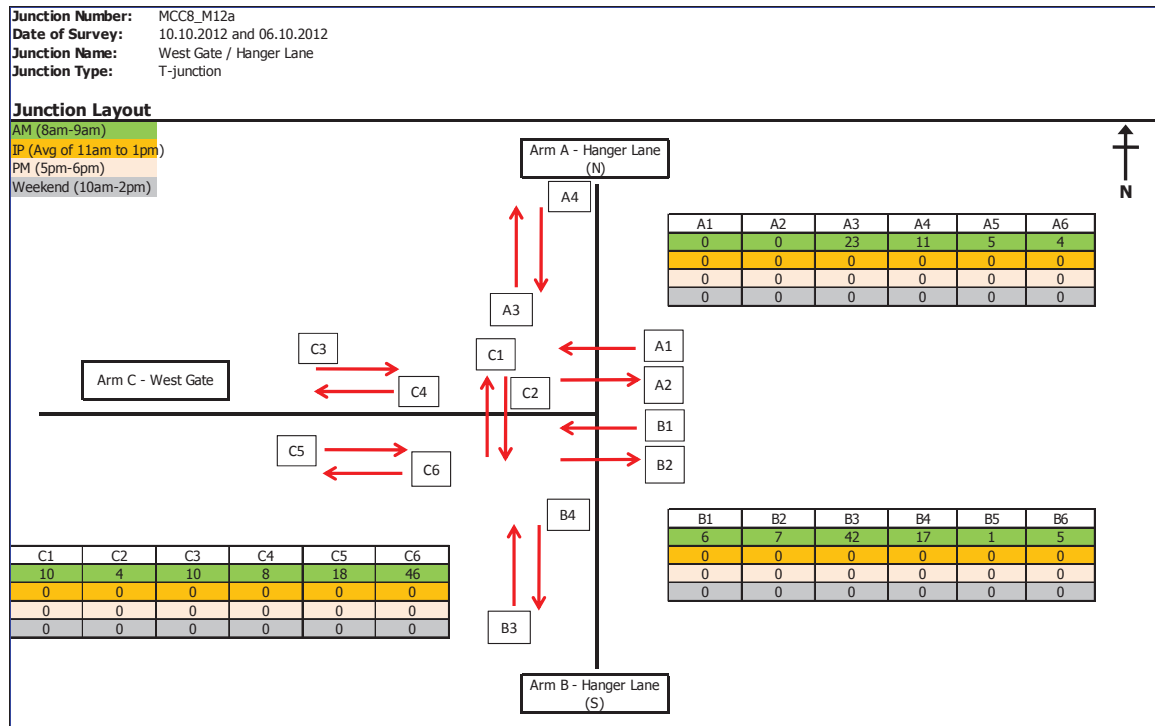 Junction Number: MCC8_M12a
Date of Survey: 10.10.2012 and 06.10.2012
Junction Name: West Gate / Hanger Lane
Junction Type: T-junction
Junction Layout
AM (8am-9am)
IP (Avg of 11am to 1pm)
PM (5pm-6pm)
Weekend (10am-2pm)
Arm A - Hanger Lane
(N)
N
A4
A3
A1 A2 A3 A4 A5 A6
0 0 23 11 5 4
0 0 0 0 0 0
0 0 0 0 0 0
0 0 0 0 0 0
C3
C1
A1
Arm C - West Gate
C4
C2
A2
B1
C5
C6
B2
B4
B3
B1 B2 B3 B4 B5 B6
6 7 42 17 1 5
0 0 0 0 0 0
0 0 0 0 0 0
0 0 0 0 0 0
C1 C2 C3 C4 C5 C6
10 4 10 8 18 46
0 0 0 0 0 0
0 0 0 0 0 0
0 0 0 0 0 0
Arm B - Hanger Lane
(S)